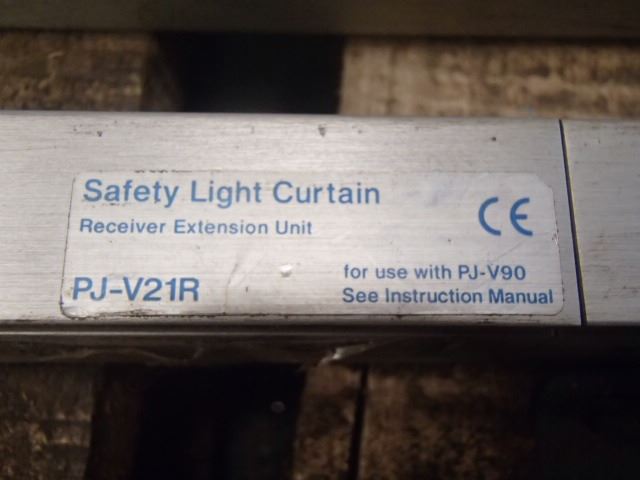 Safety Light Curtain
CE
Receiver Extension Unit
PJ-V21R
for use with PJ-V90
See Instruction Manual